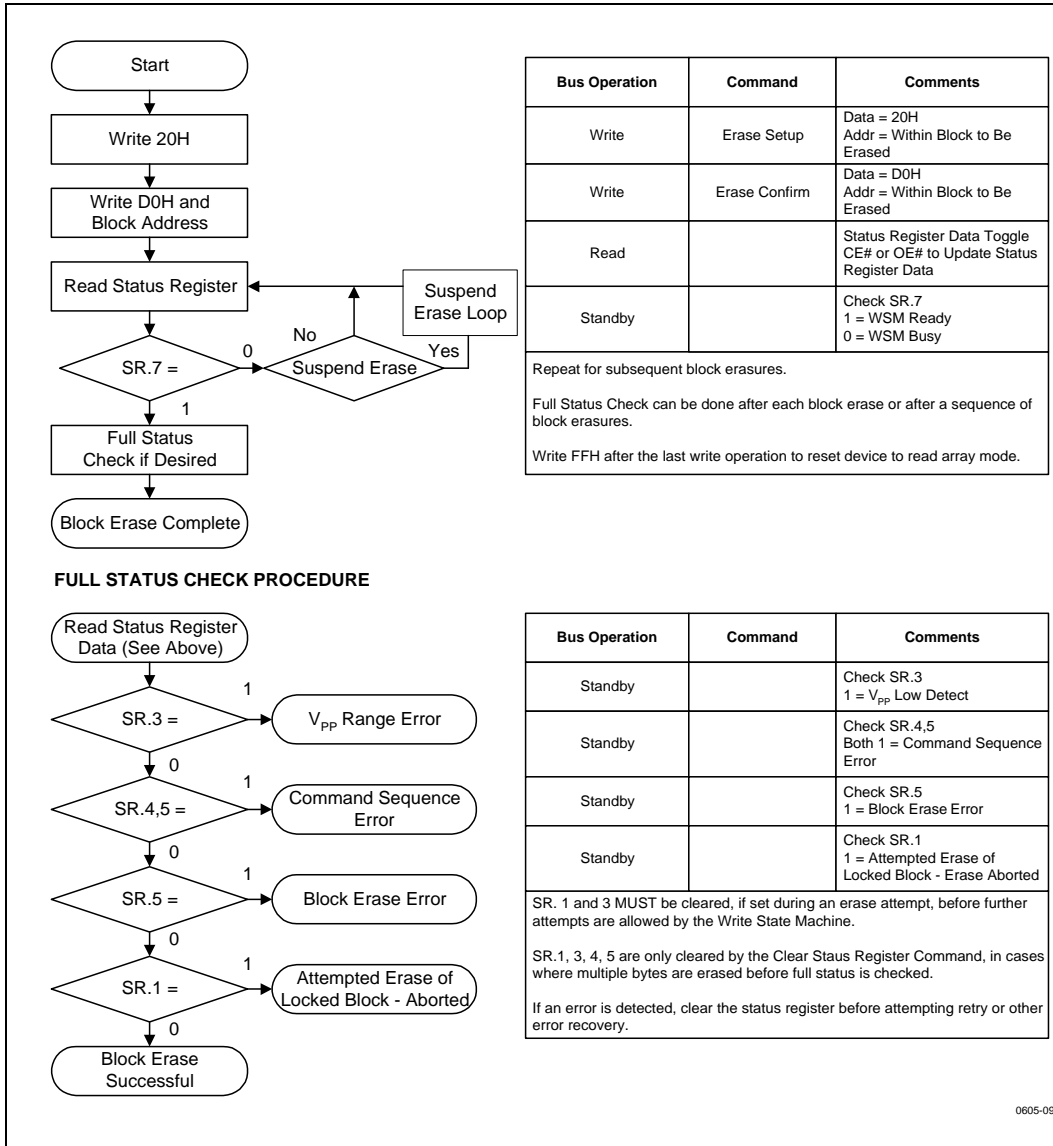 Start
Write 20H
Write D0H and
Block Address
Read Status Register
Suspend
Erase Loop
No
Yes
0
SR.7 =
Suspend Erase
1
Full Status
Check if Desired
Block Erase Complete
Bus Operation Command Comments
Write Erase Setup Data = 20H
Addr = Within Block to Be
Erased
Write Erase Confirm Data = D0H
Addr = Within Block to Be
Erased
Read Status Register Data Toggle
CE# or OE# to Update Status
Register Data
Standby Check SR.7
1 = WSM Ready
0 = WSM Busy
Repeat for subsequent block erasures.
Full Status Check can be done after each block erase or after a sequence of
block erasures.
Write FFH after the last write operation to reset device to read array mode.
FULL STATUS CHECK PROCEDURE
Read Status Register
Data (See Above)
1
SR.3 =
VPP Range Error
0
1
SR.4,5 =
Command Sequence
Error
0
1
SR.5 =
Block Erase Error
0
1
SR.1 =
Attempted Erase of
Locked Block - Aborted
0
Block Erase
Successful
Bus Operation Command Comments
Standby Check SR.3
1 = VPP Low Detect
Standby Check SR.4,5
Both 1 = Command Sequence
Error
Standby Check SR.5
1 = Block Erase Error
Standby Check SR.1
1 = Attempted Erase of
Locked Block - Erase Aborted
SR. 1 and 3 MUST be cleared, if set during an erase attempt, before further
attempts are allowed by the Write State Machine.
SR.1, 3, 4, 5 are only cleared by the Clear Staus Register Command, in cases
where multiple bytes are erased before full status is checked.
If an error is detected, clear the status register before attempting retry or other
error recovery.
0605-09